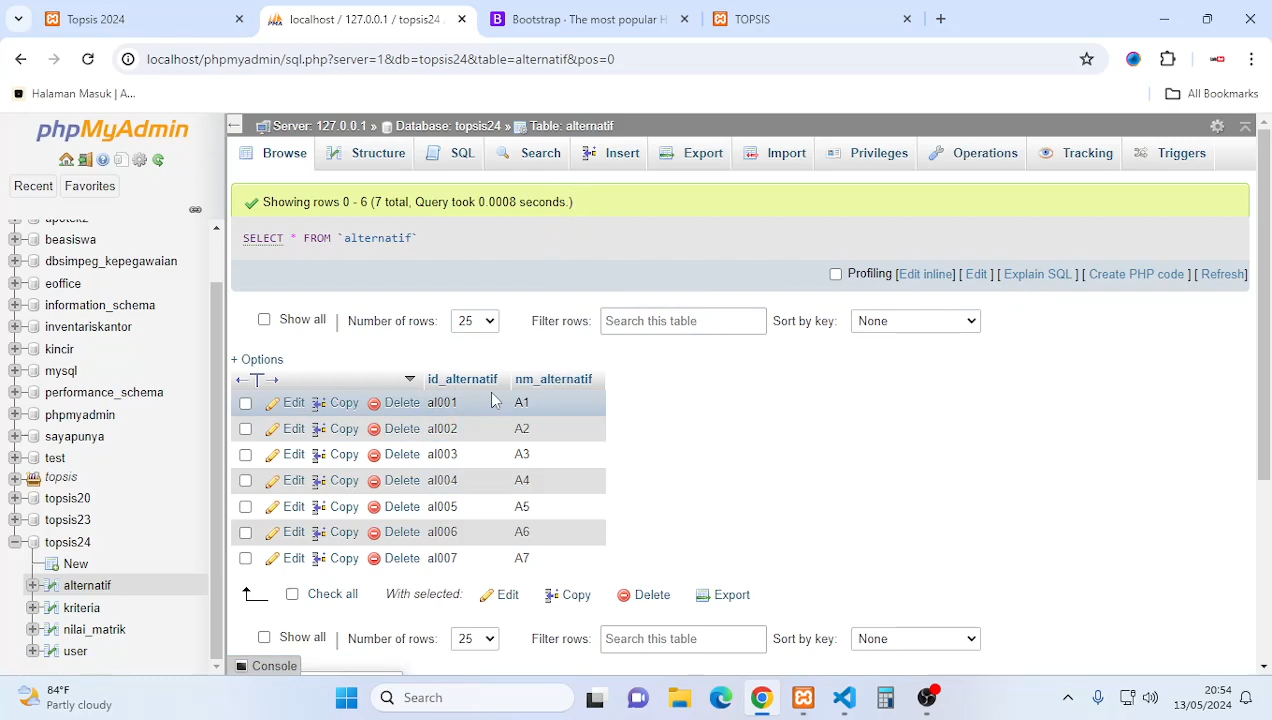 Topsis 2024
localhost / 127.0.0.1 / topsis24
Bootstrap · The most popular H
TOPSIS
localhost/phpmyadmin/sql.php?server=1&db=topsis24&table=alternatif&pos=0
Halaman Masuk | A...
All Bookmarks
phpMyAdmin
Recent
Favorites
beasiswa
dbsimpeg_kepegawaian
eoffice
information_schema
inventariskantor
kincir
mysql
performance_schema
phpmyadmin
sayapunya
test
topsis
topsis20
topsis23
topsis24
New
alternatif
kriteria
nilai_matrik
user
Server: 127.0.0.1 » Database: topsis24 » Table: alternatif
Browse Structure SQL Search Insert Export Import Privileges Operations Tracking Triggers
Showing rows 0 - 6 (7 total, Query took 0.0008 seconds.)
SELECT * FROM `alternatif`
Profiling [Edit inline] [ Edit ] [ Explain SQL ] [ Create PHP code ] [ Refresh]
Show all | Number of rows: 25 Filter rows: Search this table Sort by key: None
+ Options
←T→ id_alternatif nm_alternatif
Edit Copy Delete al001 A1
Edit Copy Delete al002 A2
Edit Copy Delete al003 A3
Edit Copy Delete al004 A4
Edit Copy Delete al005 A5
Edit Copy Delete al006 A6
Edit Copy Delete al007 A7
Check all With selected: Edit Copy Delete Export
Show all | Number of rows: 25 Filter rows: Search this table Sort by key: None
Console
84°F
Partly cloudy
Search
20:54
13/05/2024